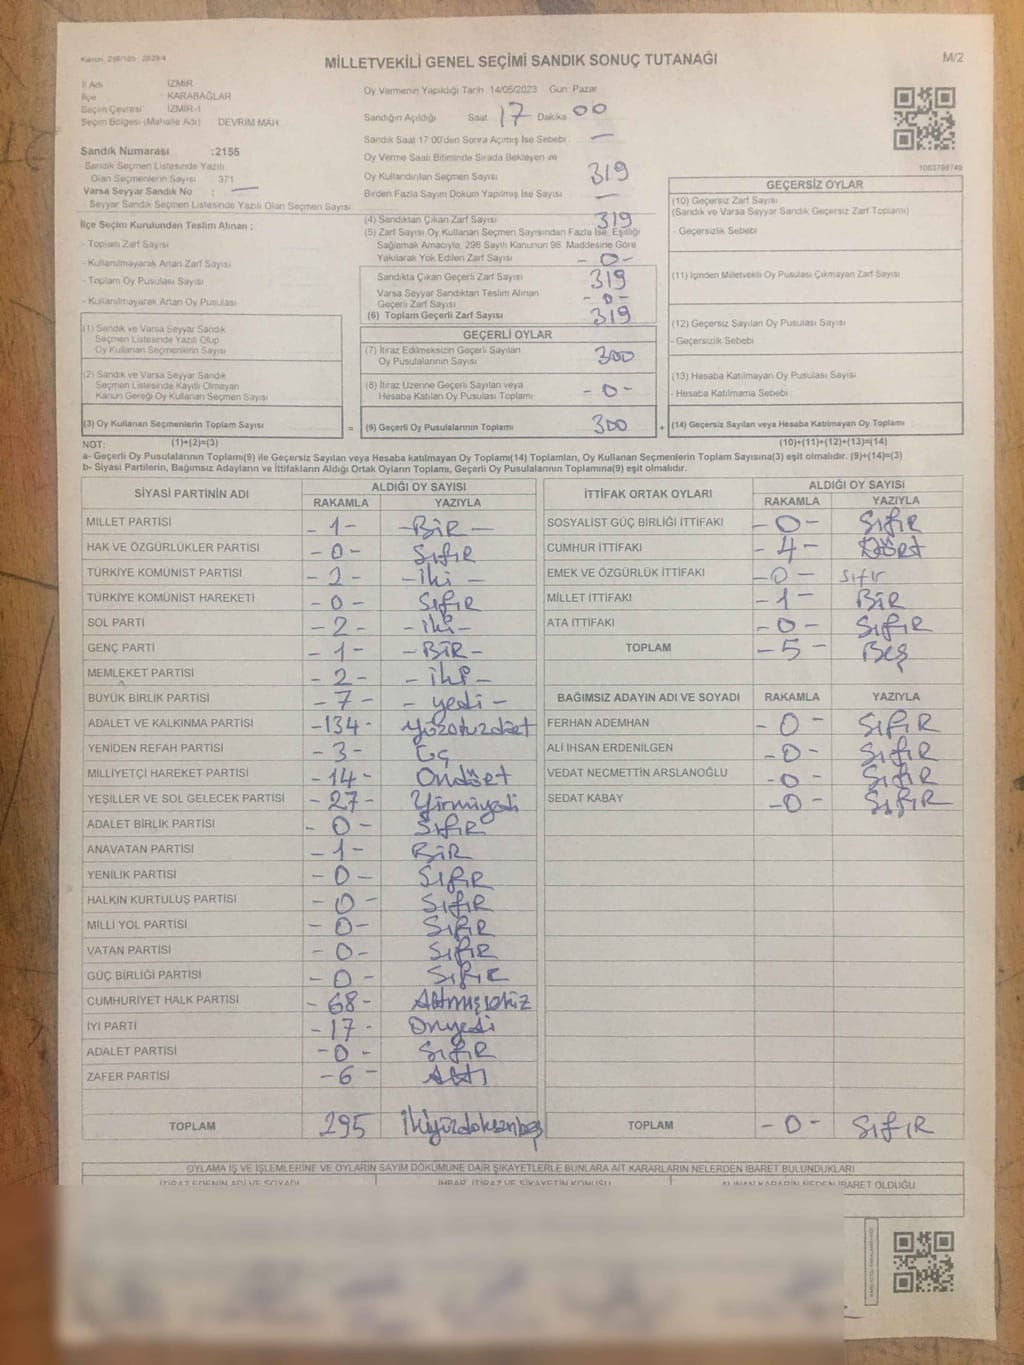 Kanun: 298/105 2839/4
MİLLETVEKİLİ GENEL SEÇİMİ SANDIK SONUÇ TUTANAĞI
M/2
İl Adı İZMİR
İlçe KARABAĞLAR
Seçim Çevresi İZMİR-1
Seçim Bölgesi (Mahalle Adı) DEVRİM MAH
Sandık Numarası :2155
- Sandık Seçmen Listesinde Yazılı
Olan Seçmenlerin Sayısı 371
Varsa Seyyar Sandık No : —
- Seyyar Sandık Seçmen Listesinde Yazılı Olan Seçmen Sayısı
İlçe Seçim Kurulundan Teslim Alınan ;
- Toplam Zarf Sayısı
- Kullanılmayarak Artan Zarf Sayısı
- Toplam Oy Pusulası Sayısı
- Kullanılmayarak Artan Oy Pusulası
(1) Sandık ve Varsa Seyyar Sandık
Seçmen Listesinde Yazılı Olup
Oy Kullanan Seçmenlerin Sayısı
(2) Sandık ve Varsa Seyyar Sandık
Seçmen Listesinde Kayıtlı Olmayan
Kanun Gereği Oy Kullanan Seçmen Sayısı
(3) Oy Kullanan Seçmenlerin Toplam Sayısı =
Oy Vermenin Yapıldığı Tarih 14/05/2023 Gün Pazar
Sandığın Açıldığı Saat 17 Dakika 00
Sandık Saat 17:00'den Sonra Açılmış İse Sebebi —
Oy Verme Saati Bitiminde Sırada Bekleyen ve
Oy Kullandırılan Seçmen Sayısı 319
Birden Fazla Sayım Döküm Yapılmış İse Sayısı —
(4) Sandıktan Çıkan Zarf Sayısı 319
(5) Zarf Sayısı Oy Kullanan Seçmen Sayısından Fazla İse, Eşitliği
Sağlamak Amacıyla, 298 Sayılı Kanunun 98. Maddesine Göre
Yakılarak Yok Edilen Zarf Sayısı - 0 -
Sandıkta Çıkan Geçerli Zarf Sayısı 319
Varsa Seyyar Sandıktan Teslim Alınan
Geçerli Zarf Sayısı - 0 -
(6) Toplam Geçerli Zarf Sayısı 319
GEÇERLİ OYLAR
(7) İtiraz Edilmeksizin Geçerli Sayılan
Oy Pusulalarının Sayısı 300
(8) İtiraz Üzerine Geçerli Sayılan veya
Hesaba Katılan Oy Pusulası Toplamı - 0 -
(9) Geçerli Oy Pusulalarının Toplamı 300 +
1083798749
GEÇERSİZ OYLAR
(10) Geçersiz Zarf Sayısı
(Sandık ve Varsa Seyyar Sandık Geçersiz Zarf Toplamı)
- Geçersizlik Sebebi
(11) İçinden Milletvekili Oy Pusulası Çıkmayan Zarf Sayısı
(12) Geçersiz Sayılan Oy Pusulası Sayısı
- Geçersizlik Sebebi
(13) Hesaba Katılmayan Oy Pusulası Sayısı
- Hesaba Katılmama Sebebi
(14) Geçersiz Sayılan veya Hesaba Katılmayan Oy Toplamı
NOT: (1)+(2)=(3) (10)+(11)+(12)+(13)=(14)
a- Geçerli Oy Pusulalarının Toplamı(9) ile Geçersiz Sayılan veya Hesaba katılmayan Oy Toplamı(14) Toplamları, Oy Kullanan Seçmenlerin Toplam Sayısına(3) eşit olmalıdır. (9)+(14)=(3)
b- Siyasi Partilerin, Bağımsız Adayların ve İttifakların Aldığı Ortak Oyların Toplamı, Geçerli Oy Pusulalarının Toplamına(9) eşit olmalıdır.
SİYASİ PARTİNİN ADI ALDIĞI OY SAYISI
RAKAMLA YAZIYLA
MİLLET PARTİSİ - 1 - - BİR -
HAK VE ÖZGÜRLÜKLER PARTİSİ - 0 - SıfıR
TÜRKİYE KOMÜNİST PARTİSİ - 2 - - iki -
TÜRKİYE KOMÜNİST HAREKETİ - 0 - SıfıR
SOL PARTİ - 2 - - iki -
GENÇ PARTİ - 1 - - BİR -
MEMLEKET PARTİSİ - 2 - - iki -
BÜYÜK BİRLİK PARTİSİ - 7 - - yedi -
ADALET VE KALKINMA PARTİSİ - 134 - yüzotuzdört
YENİDEN REFAH PARTİSİ - 3 - Üç
MİLLİYETÇİ HAREKET PARTİSİ - 14 - Ondört
YEŞİLLER VE SOL GELECEK PARTİSİ - 27 - Yirmiyedi
ADALET BİRLİK PARTİSİ - 0 - SıfıR
ANAVATAN PARTİSİ - 1 - BİR
YENİLİK PARTİSİ - 0 - SıfıR
HALKIN KURTULUŞ PARTİSİ - 0 - SıfıR
MİLLİ YOL PARTİSİ - 0 - SıfıR
VATAN PARTİSİ - 0 - SıfıR
GÜÇ BİRLİĞİ PARTİSİ - 0 - SıfıR
CUMHURİYET HALK PARTİSİ - 68 - Altmışsekiz
İYİ PARTİ - 17 - Onyedi
ADALET PARTİSİ - 0 - SıfıR
ZAFER PARTİSİ - 6 - Altı
TOPLAM 295 ikiyüzdoksanbeş
İTTİFAK ORTAK OYLARI ALDIĞI OY SAYISI
RAKAMLA YAZIYLA
SOSYALİST GÜÇ BİRLİĞİ İTTİFAKI - 0 - SıfıR
CUMHUR İTTİFAKI - 4 - Dört
EMEK VE ÖZGÜRLÜK İTTİFAKI - 0 - sıfır
MİLLET İTTİFAKI - 1 - BİR
ATA İTTİFAKI - 0 - SıfıR
TOPLAM - 5 - Beş
BAĞIMSIZ ADAYIN ADI VE SOYADI RAKAMLA YAZIYLA
FERHAN ADEMHAN - 0 - SıfıR
ALİ İHSAN ERDENİLGEN - 0 - SıfıR
VEDAT NECMETTİN ARSLANOĞLU - 0 - SıfıR
SEDAT KABAY - 0 - SıfıR
TOPLAM - 0 - SıfıR
OYLAMA İŞ VE İŞLEMLERİNE VE OYLARIN SAYIM DÖKÜMÜNE DAİR ŞİKAYETLERLE BUNLARA AİT KARARLARIN NELERDEN İBARET BULUNDUKLARI
İTİRAZ EDENİN ADI VE SOYADI İHBAR, İTİRAZ VE ŞİKAYETİN KONUSU ALINAN KARARIN NEDEN İBARET OLDUĞU